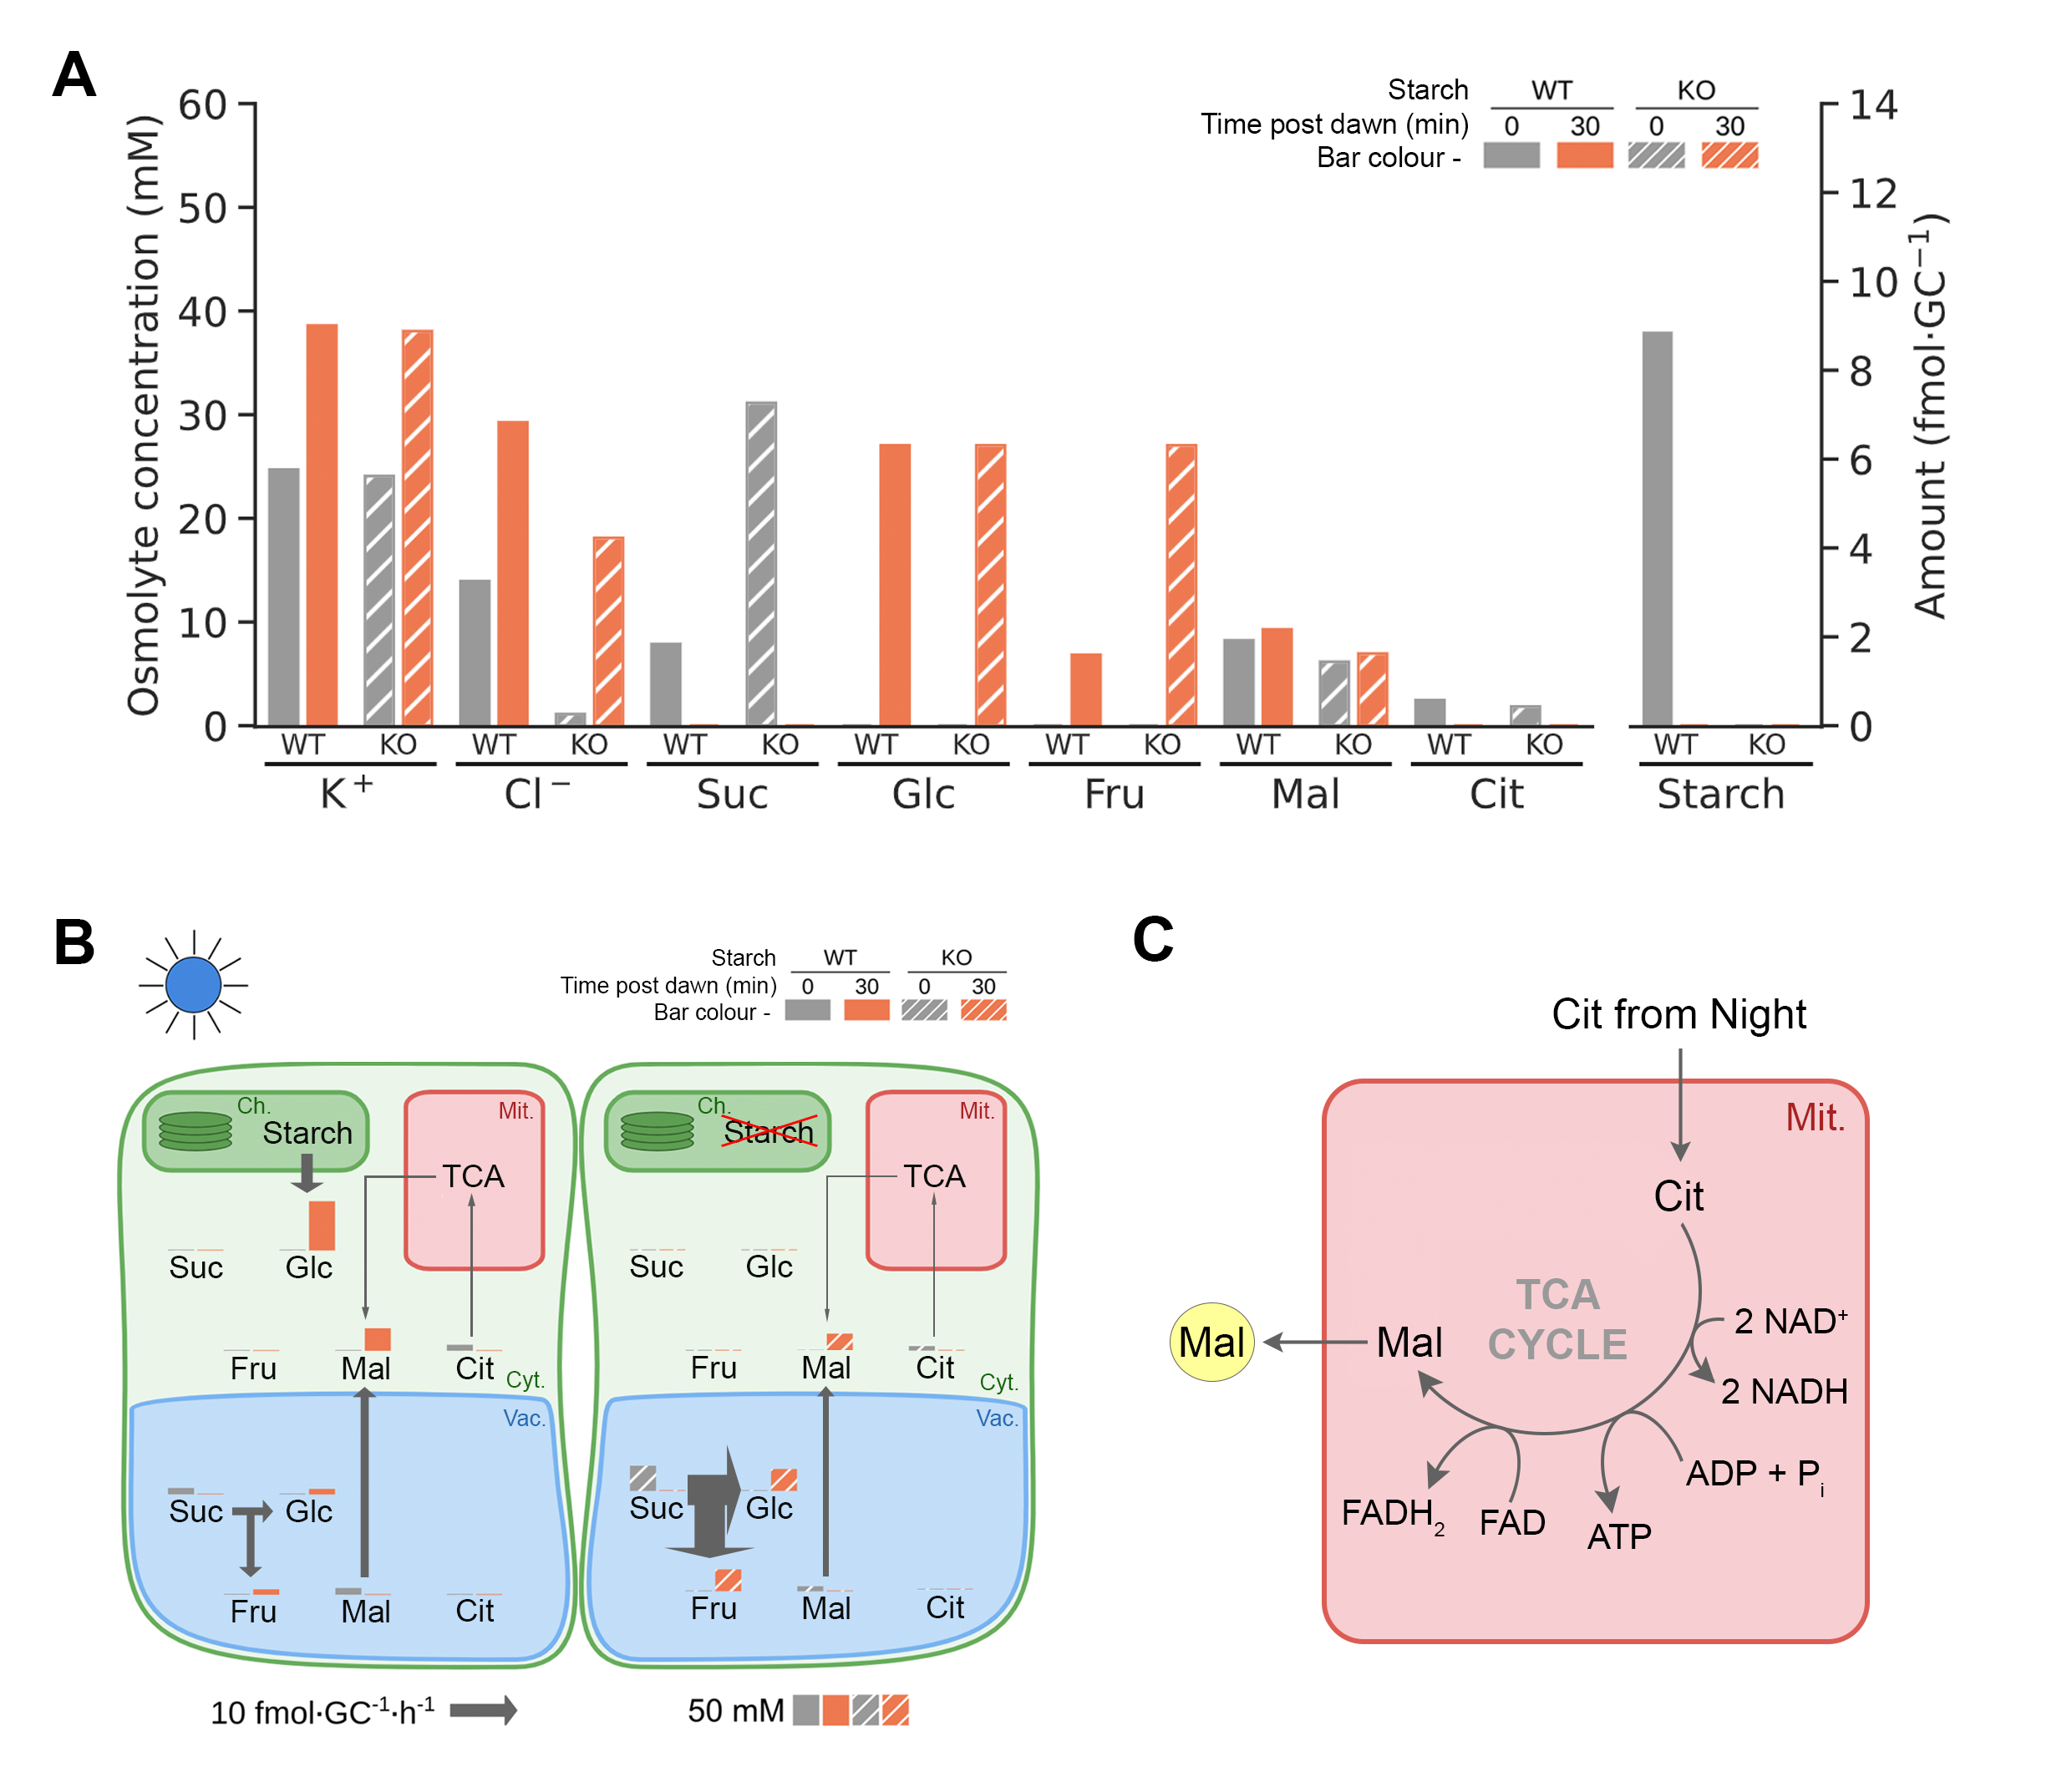 A
60
50
40
30
20
10
0
Osmolyte concentration (mM)
Starch WT KO
Time post dawn (min) 0 30 0 30
Bar colour -
14
12
10
8
6
4
2
0
Amount (fmol·GC⁻¹)
WT KO WT KO WT KO WT KO WT KO WT KO WT KO WT KO
K⁺ Cl⁻ Suc Glc Fru Mal Cit Starch
B
Starch WT KO
Time post dawn (min) 0 30 0 30
Bar colour -
Ch.
Starch
Mit.
TCA
Suc Glc
Fru Mal Cit
Cyt.
Vac.
Suc Glc
Fru Mal Cit
Ch.
Starch
Mit.
TCA
Suc Glc
Fru Mal Cit
Cyt.
Vac.
Suc Glc
Fru Mal Cit
10 fmol·GC⁻¹·h⁻¹
50 mM
C
Cit from Night
Mit.
Cit
TCA
CYCLE
2 NAD⁺
2 NADH
Mal
Mal
ADP + Pᵢ
ATP
FAD
FADH₂